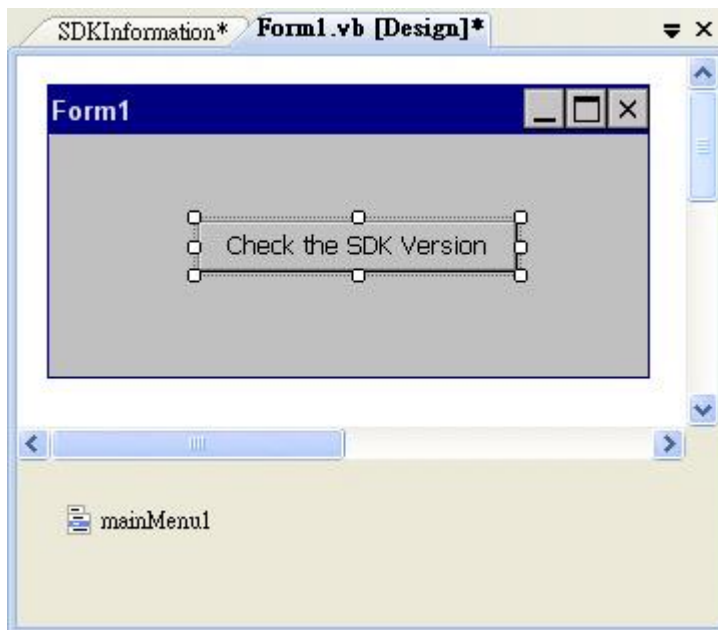 SDKInformation* Form1.vb [Design]*
Form1
Check the SDK Version
mainMenu1